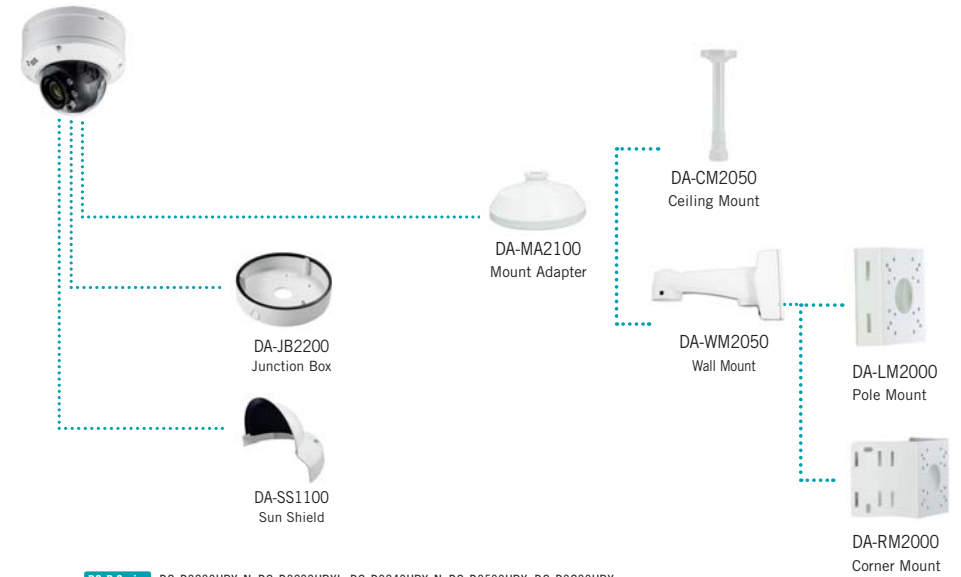 DA-CM2050
Ceiling Mount
DA-MA2100
Mount Adapter
DA-JB2200
Junction Box
DA-WM2050
Wall Mount
DA-LM2000
Pole Mount
DA-SS1100
Sun Shield
DA-RM2000
Corner Mount